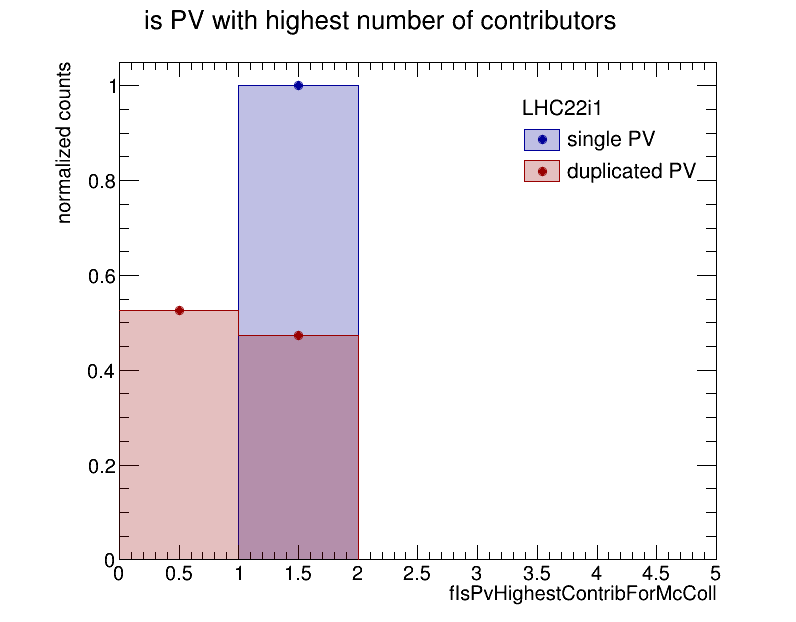 is PV with highest number of contributors
normalized counts
1
0.8
0.6
0.4
0.2
0
LHC22i1
single PV
duplicated PV
0 0.5 1 1.5 2 2.5 3 3.5 4 4.5 5
fIsPvHighestContribForMcColl